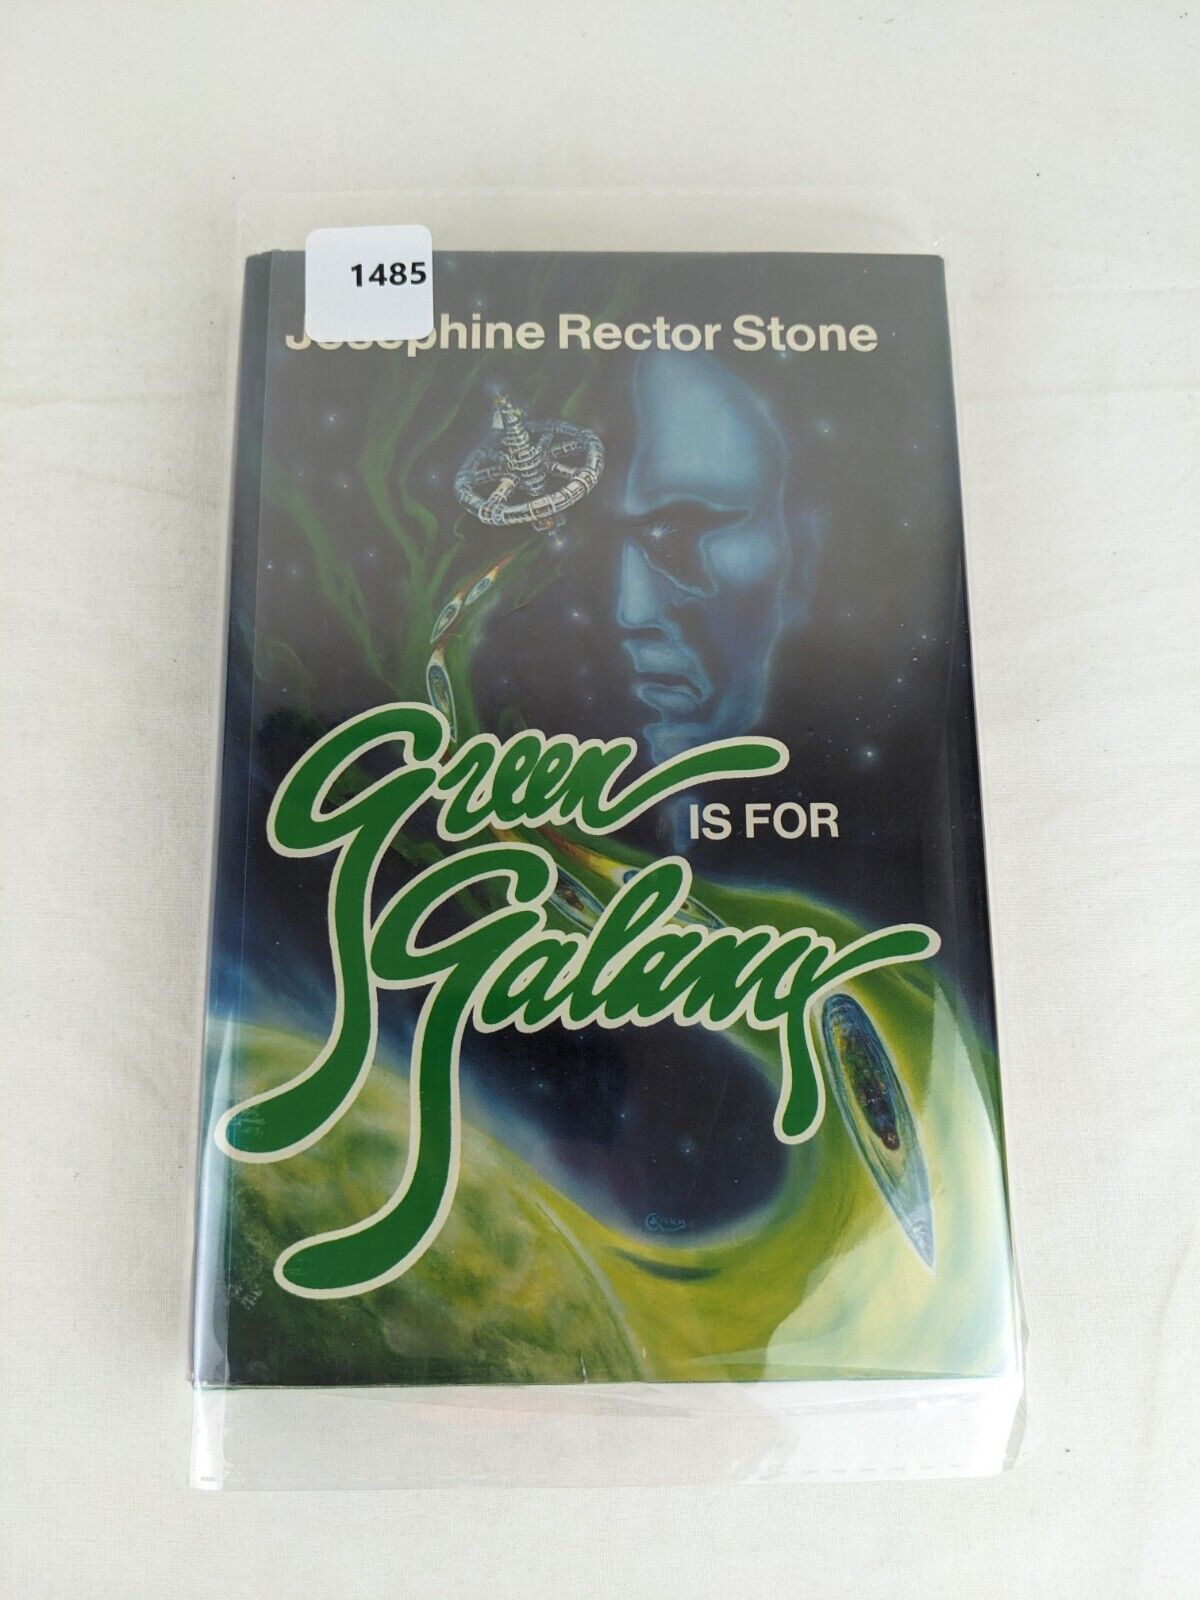 1485
Josephine Rector Stone
Green
IS FOR
Galaxy